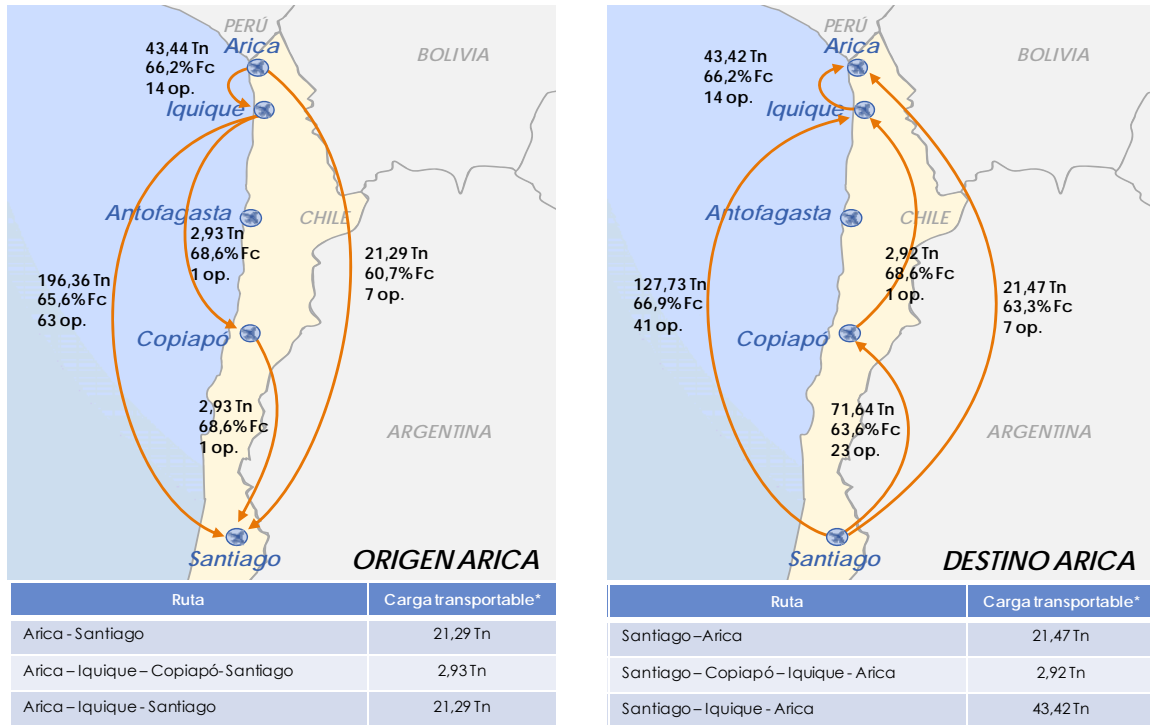 PERÚ
Arica
BOLIVIA
43,44 Tn
66,2% Fc
14 op.
Iquique
Antofagasta
CHILE
2,93 Tn
68,6% Fc
1 op.
21,29 Tn
60,7% Fc
7 op.
196,36 Tn
65,6% Fc
63 op.
Copiapó
2,93 Tn
68,6% Fc
1 op.
ARGENTINA
Santiago
ORIGEN ARICA
Ruta
Carga transportable*
Arica - Santiago
21,29 Tn
Arica – Iquique – Copiapó- Santiago
2,93 Tn
Arica – Iquique - Santiago
21,29 Tn
PERÚ
Arica
BOLIVIA
43,42 Tn
66,2% Fc
14 op.
Iquique
Antofagasta
CHILE
2,92 Tn
68,6% Fc
1 op.
127,73 Tn
66,9% Fc
41 op.
21,47 Tn
63,3% Fc
7 op.
Copiapó
71,64 Tn
63,6% Fc
23 op.
ARGENTINA
Santiago
DESTINO ARICA
Ruta
Carga transportable*
Santiago –Arica
21,47 Tn
Santiago – Copiapó – Iquique - Arica
2,92 Tn
Santiago – Iquique - Arica
43,42 Tn